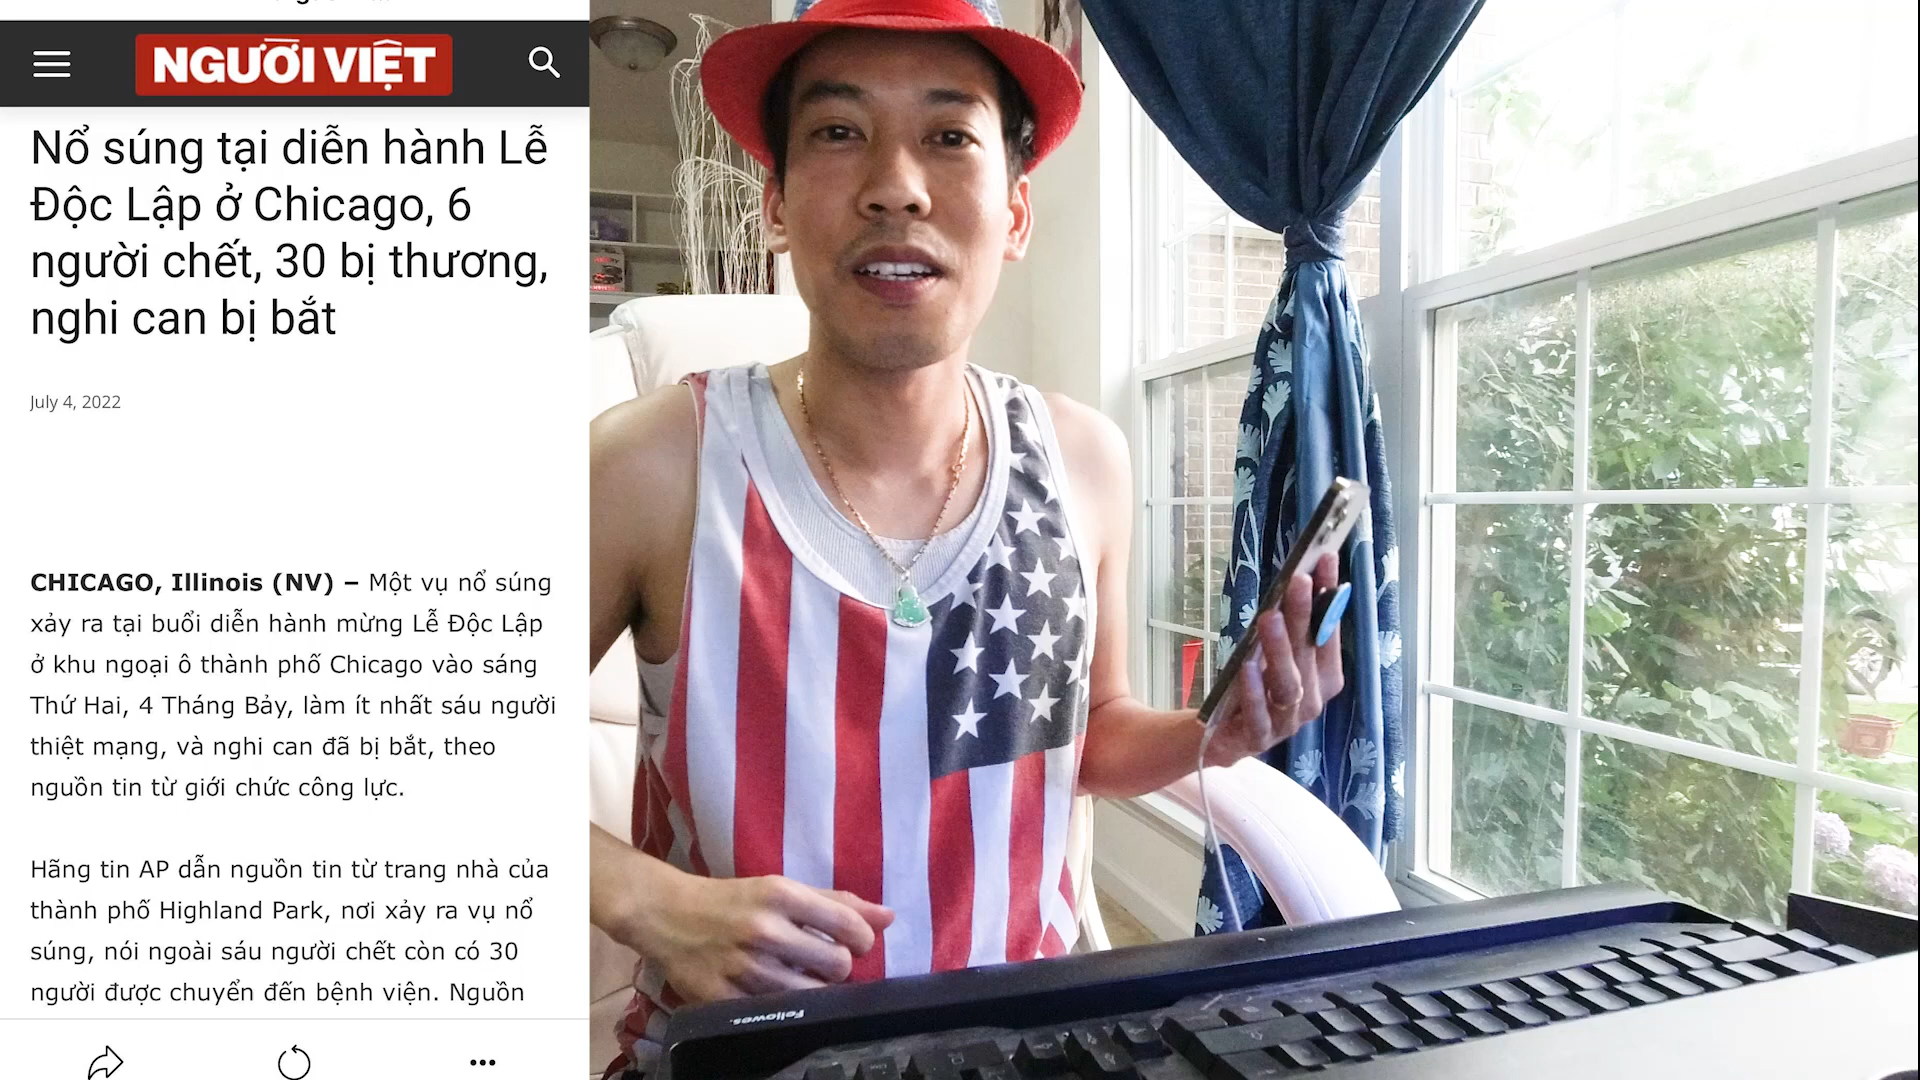 NGƯỜI VIỆT
Nổ súng tại diễn hành Lễ
Độc Lập ở Chicago, 6
người chết, 30 bị thương,
nghi can bị bắt
July 4, 2022
CHICAGO, Illinois (NV) – Một vụ nổ súng
xảy ra tại buổi diễn hành mừng Lễ Độc Lập
ở khu ngoại ô thành phố Chicago vào sáng
Thứ Hai, 4 Tháng Bảy, làm ít nhất sáu người
thiệt mạng, và nghi can đã bị bắt, theo
nguồn tin từ giới chức công lực.
Hãng tin AP dẫn nguồn tin từ trang nhà của
thành phố Highland Park, nơi xảy ra vụ nổ
súng, nói ngoài sáu người chết còn có 30
người được chuyển đến bệnh viện. Nguồn
Fellowes.